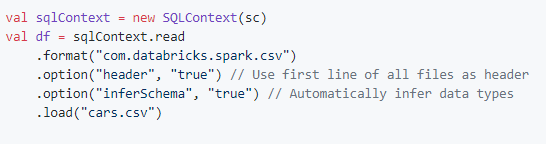 val sqlContext = new SQLContext(sc)
val df = sqlContext.read
    .format("com.databricks.spark.csv")
    .option("header", "true") // Use first line of all files as header
    .option("inferSchema", "true") // Automatically infer data types
    .load("cars.csv")